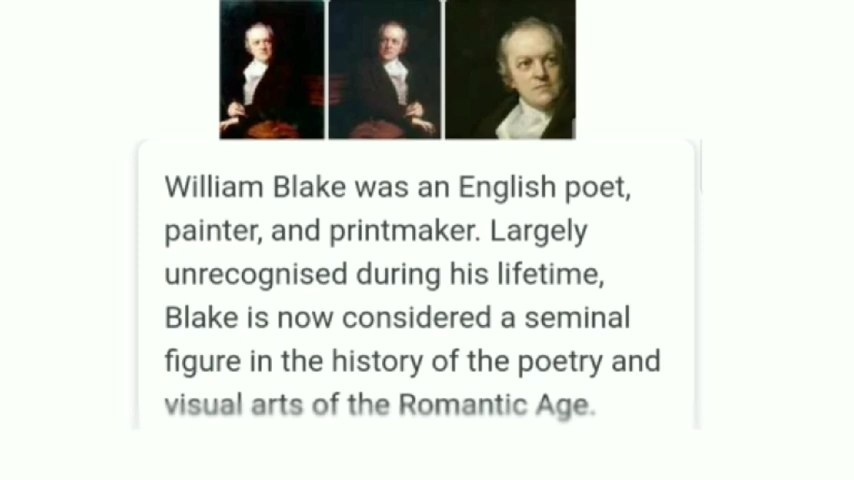 William Blake was an English poet,
painter, and printmaker. Largely
unrecognised during his lifetime,
Blake is now considered a seminal
figure in the history of the poetry and
visual arts of the Romantic Age.